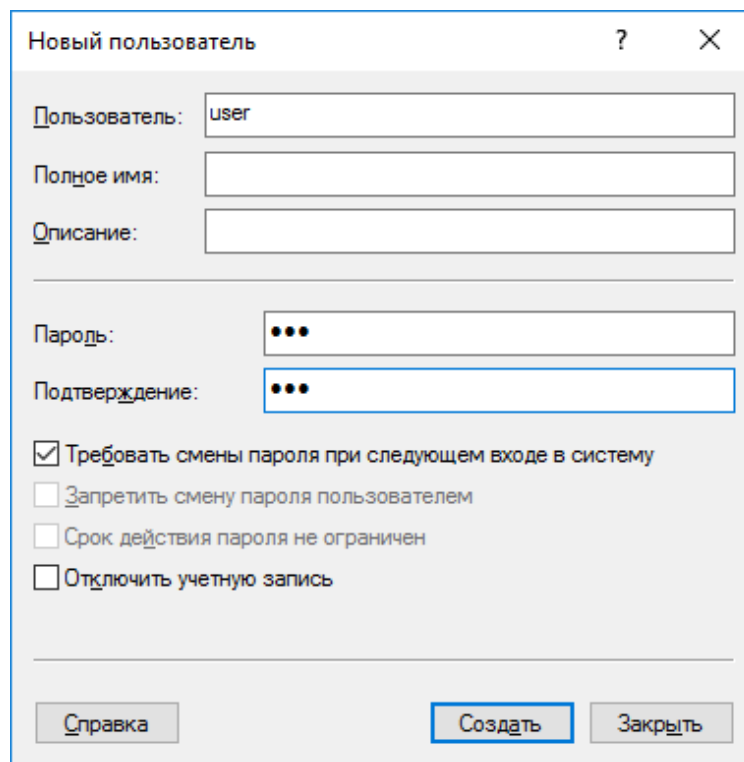 Новый пользователь ?
Пользователь: user
Полное имя:
Описание:
Пароль: •••
Подтверждение: •••
Требовать смены пароля при следующем входе в систему
Запретить смену пароля пользователем
Срок действия пароля не ограничен
Отключить учетную запись
Справка Создать Закрыть